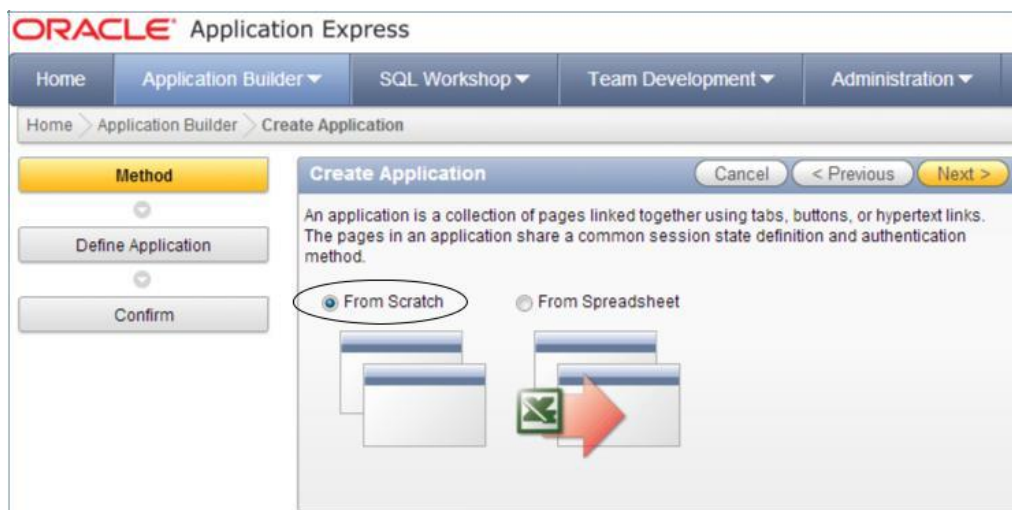 ORACLE Application Express
Home Application Builder SQL Workshop Team Development Administration
Home Application Builder Create Application
Method
Define Application
Confirm
Create Application Cancel < Previous Next >
An application is a collection of pages linked together using tabs, buttons, or hypertext links.
The pages in an application share a common session state definition and authentication
method.
From Scratch From Spreadsheet